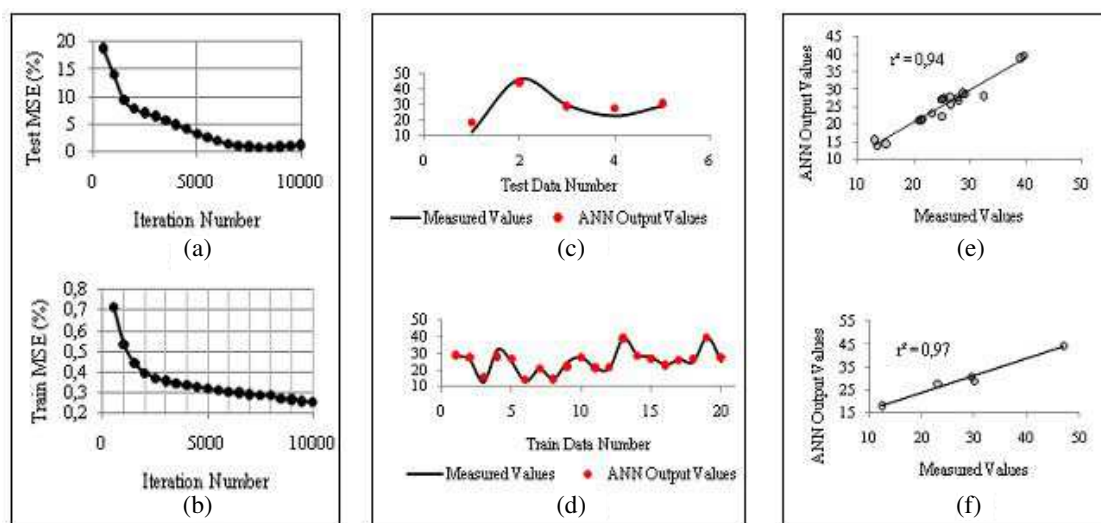 20
15
10
5
0
Test MSE (%)
0 5000 10000
Iteration Number
(a)
0,8
0,7
0,6
0,5
0,4
0,3
0,2
Train MSE (%)
0 5000 10000
Iteration Number
(b)
50
40
30
20
10
0 2 4 6
Test Data Number
Measured Values ANN Output Values
(c)
50
40
30
20
10
0 5 10 15 20
Train Data Number
Measured Values ANN Output Values
(d)
45
40
35
30
25
20
15
10
ANN Output Values
r² = 0,94
10 20 30 40 50
Measured Values
(e)
55
45
35
25
15
ANN Output Values
r² = 0,97
10 20 30 40 50
Measured Values
(f)